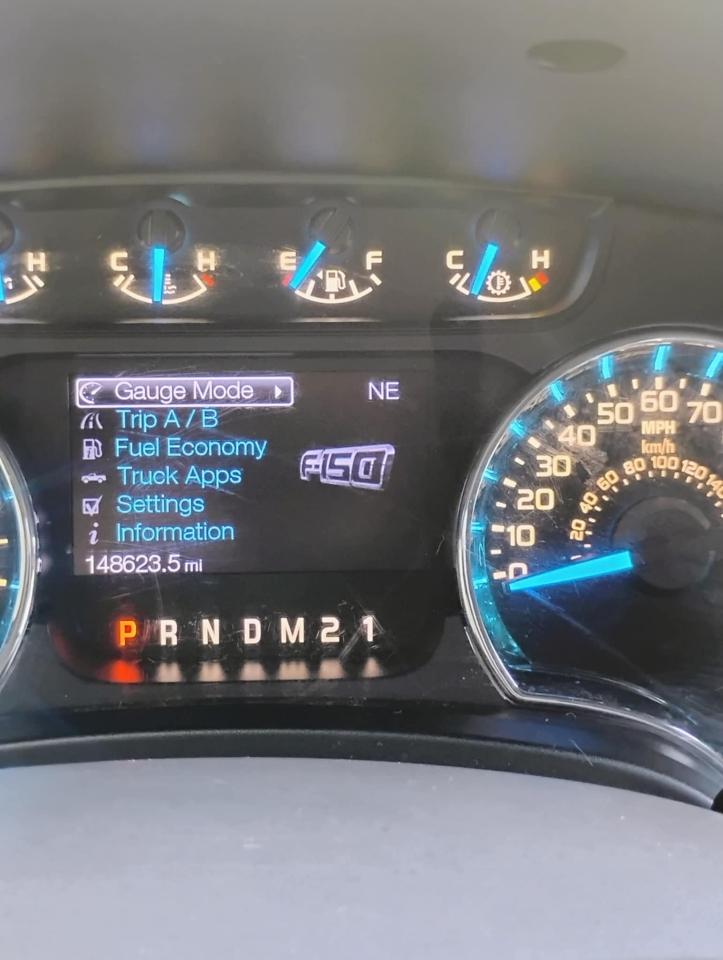 H C H E F C H
Gauge Mode NE
Trip A / B
Fuel Economy
F-150
Truck Apps
Settings
Information
148623.5 mi
P R N D M 2 1
0 10 20 30 40 50 60 70
MPH
km/h
20 40 60 80 100 120